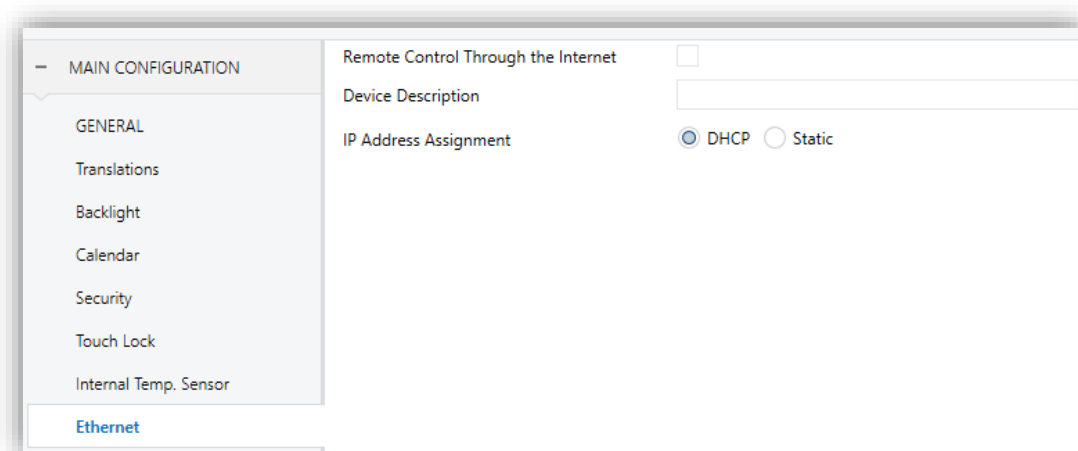 MAIN CONFIGURATION
GENERAL
Translations
Backlight
Calendar
Security
Touch Lock
Internal Temp. Sensor
Ethernet
Remote Control Through the Internet
Device Description
IP Address Assignment DHCP Static